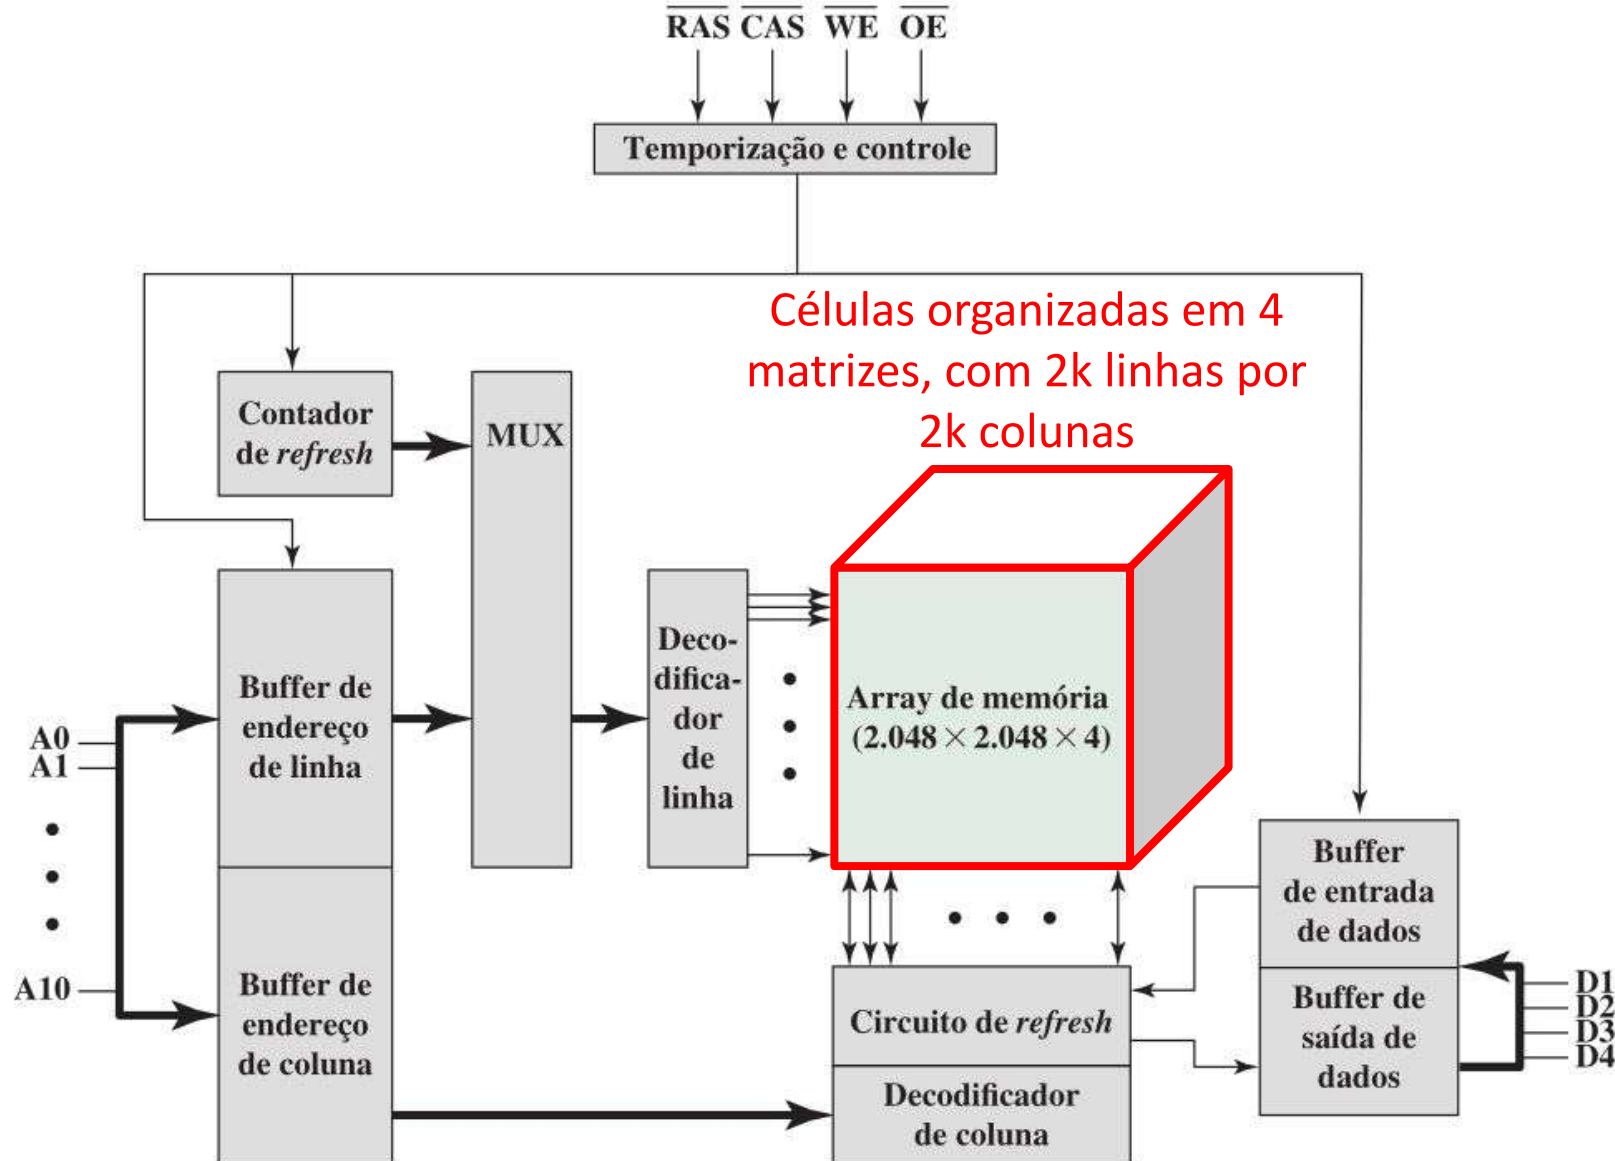 RAS CAS WE OE
Temporização e controle
Células organizadas em 4
matrizes, com 2k linhas por
2k colunas
Contador
de refresh
MUX
Buffer de
endereço
de linha
Deco-
difica-
dor
de
linha
Array de memória
(2.048 × 2.048 × 4)
A0
A1
A10
Buffer de
endereço
de coluna
Buffer
de entrada
de dados
Buffer de
saída de
dados
D1
D2
D3
D4
Circuito de refresh
Decodificador
de coluna